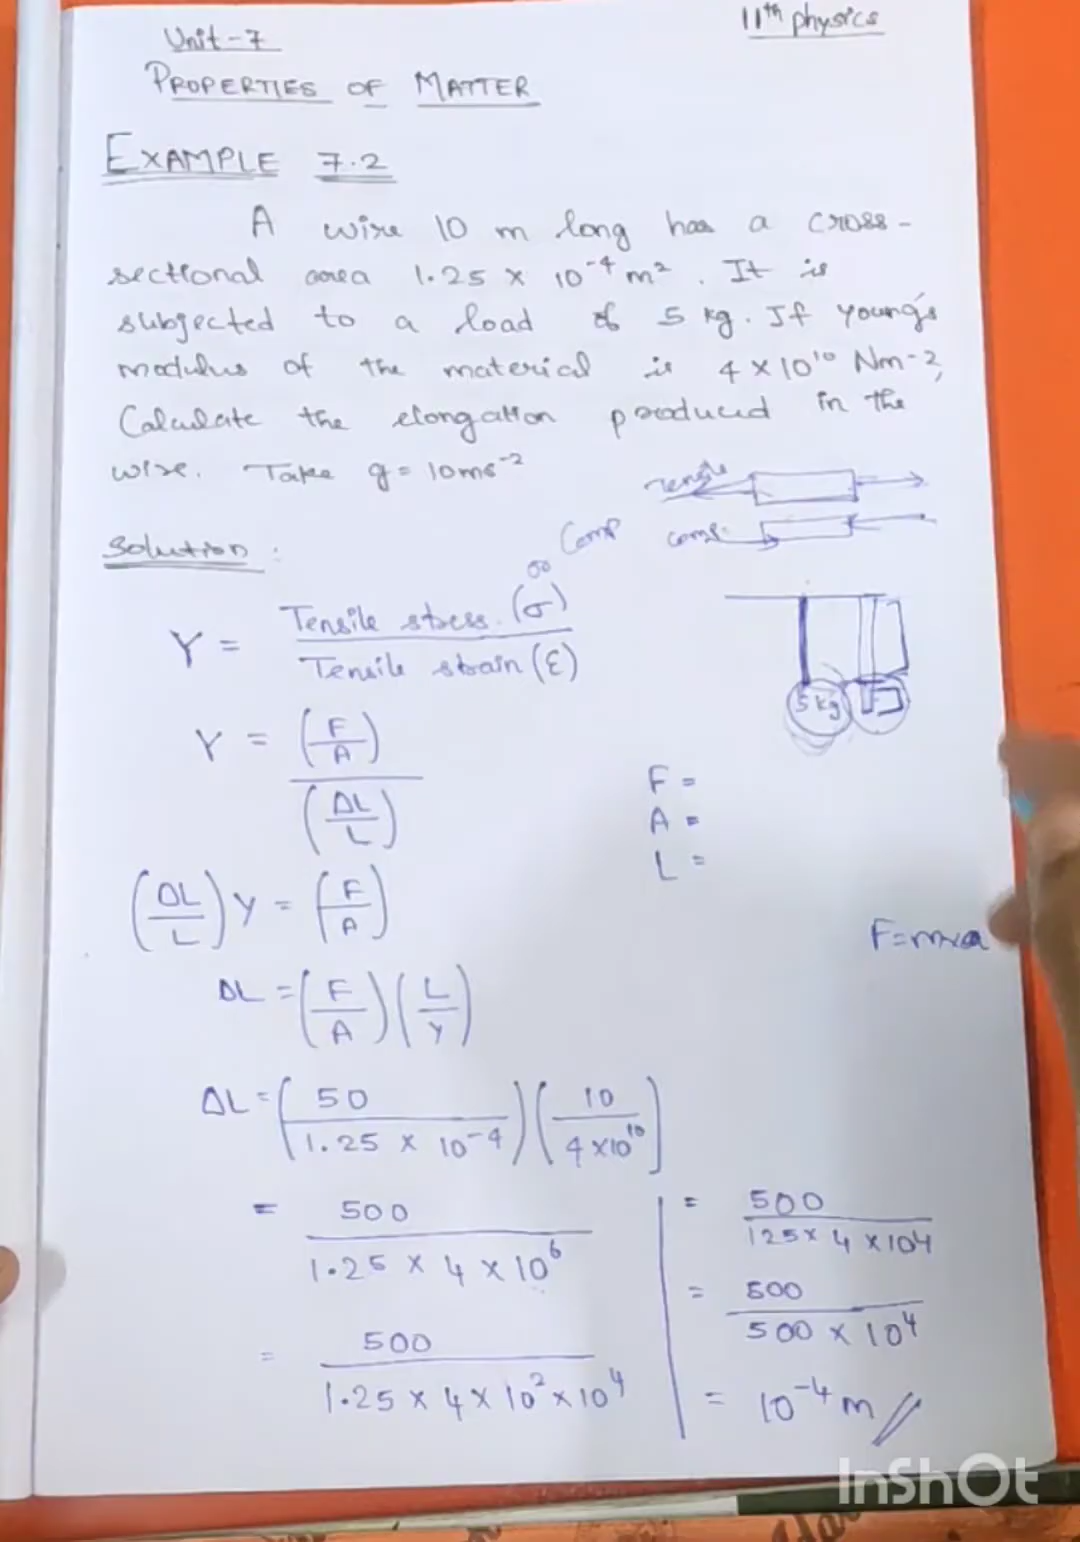 Unit-7
11th physics
PROPERTIES OF MATTER
EXAMPLE 7.2
A wire 10 m long has a cross-
sectional area 1.25 × 10⁻⁴ m². It is
subjected to a load of 5 kg. If young's
modulus of the material is 4 × 10¹⁰ Nm-2,
Calculate the elongation produced in the
wire. Take g = 10ms⁻²
Tensile
Comp comp.
Solution :
Y = Tensile stress (σ) / Tensile strain (ε)
5 kg
Y = (F/A) / (ΔL/L)
F =
A =
L =
(ΔL/L) Y = (F/A)
F=m×a
ΔL = (F/A) (L/Y)
ΔL = (50 / 1.25 × 10⁻⁴) (10 / 4×10¹⁰)
= 500 / 1.25 × 4 × 10⁶
= 500 / 1.25 × 4 × 10² × 10⁴
= 500 / 125 × 4 × 104
= 500 / 500 × 10⁴
= 10⁻⁴ m //
InShOt